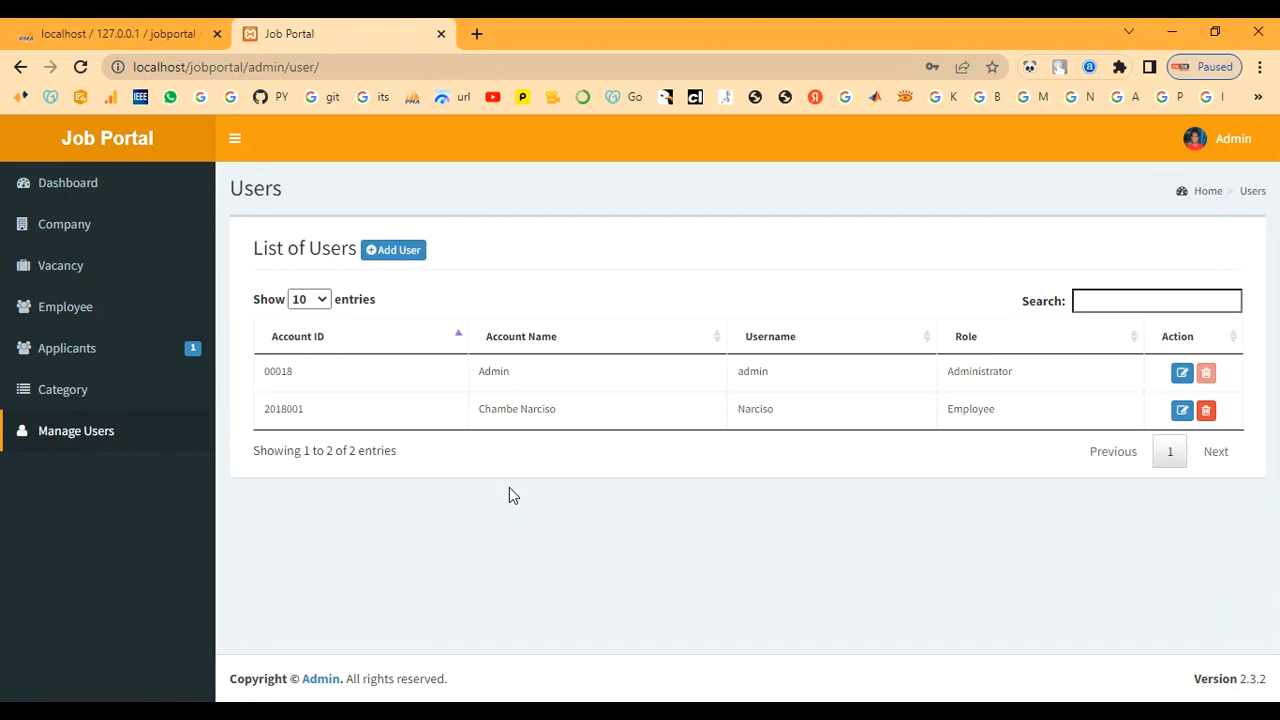 localhost / 127.0.0.1 / jobportal
Job Portal
localhost/jobportal/admin/user/
Paused
IEEE
PY
git
its
PMA
url
Go
K
B
M
N
A
P
I
Job Portal
Admin
Dashboard
Company
Vacancy
Employee
Applicants 1
Category
Manage Users
Users
Home > Users
List of Users Add User
Show 10 entries
Search:
Account ID Account Name Username Role Action
00018 Admin admin Administrator
2018001 Chambe Narciso Narciso Employee
Showing 1 to 2 of 2 entries
Previous 1 Next
Copyright © Admin. All rights reserved.
Version 2.3.2